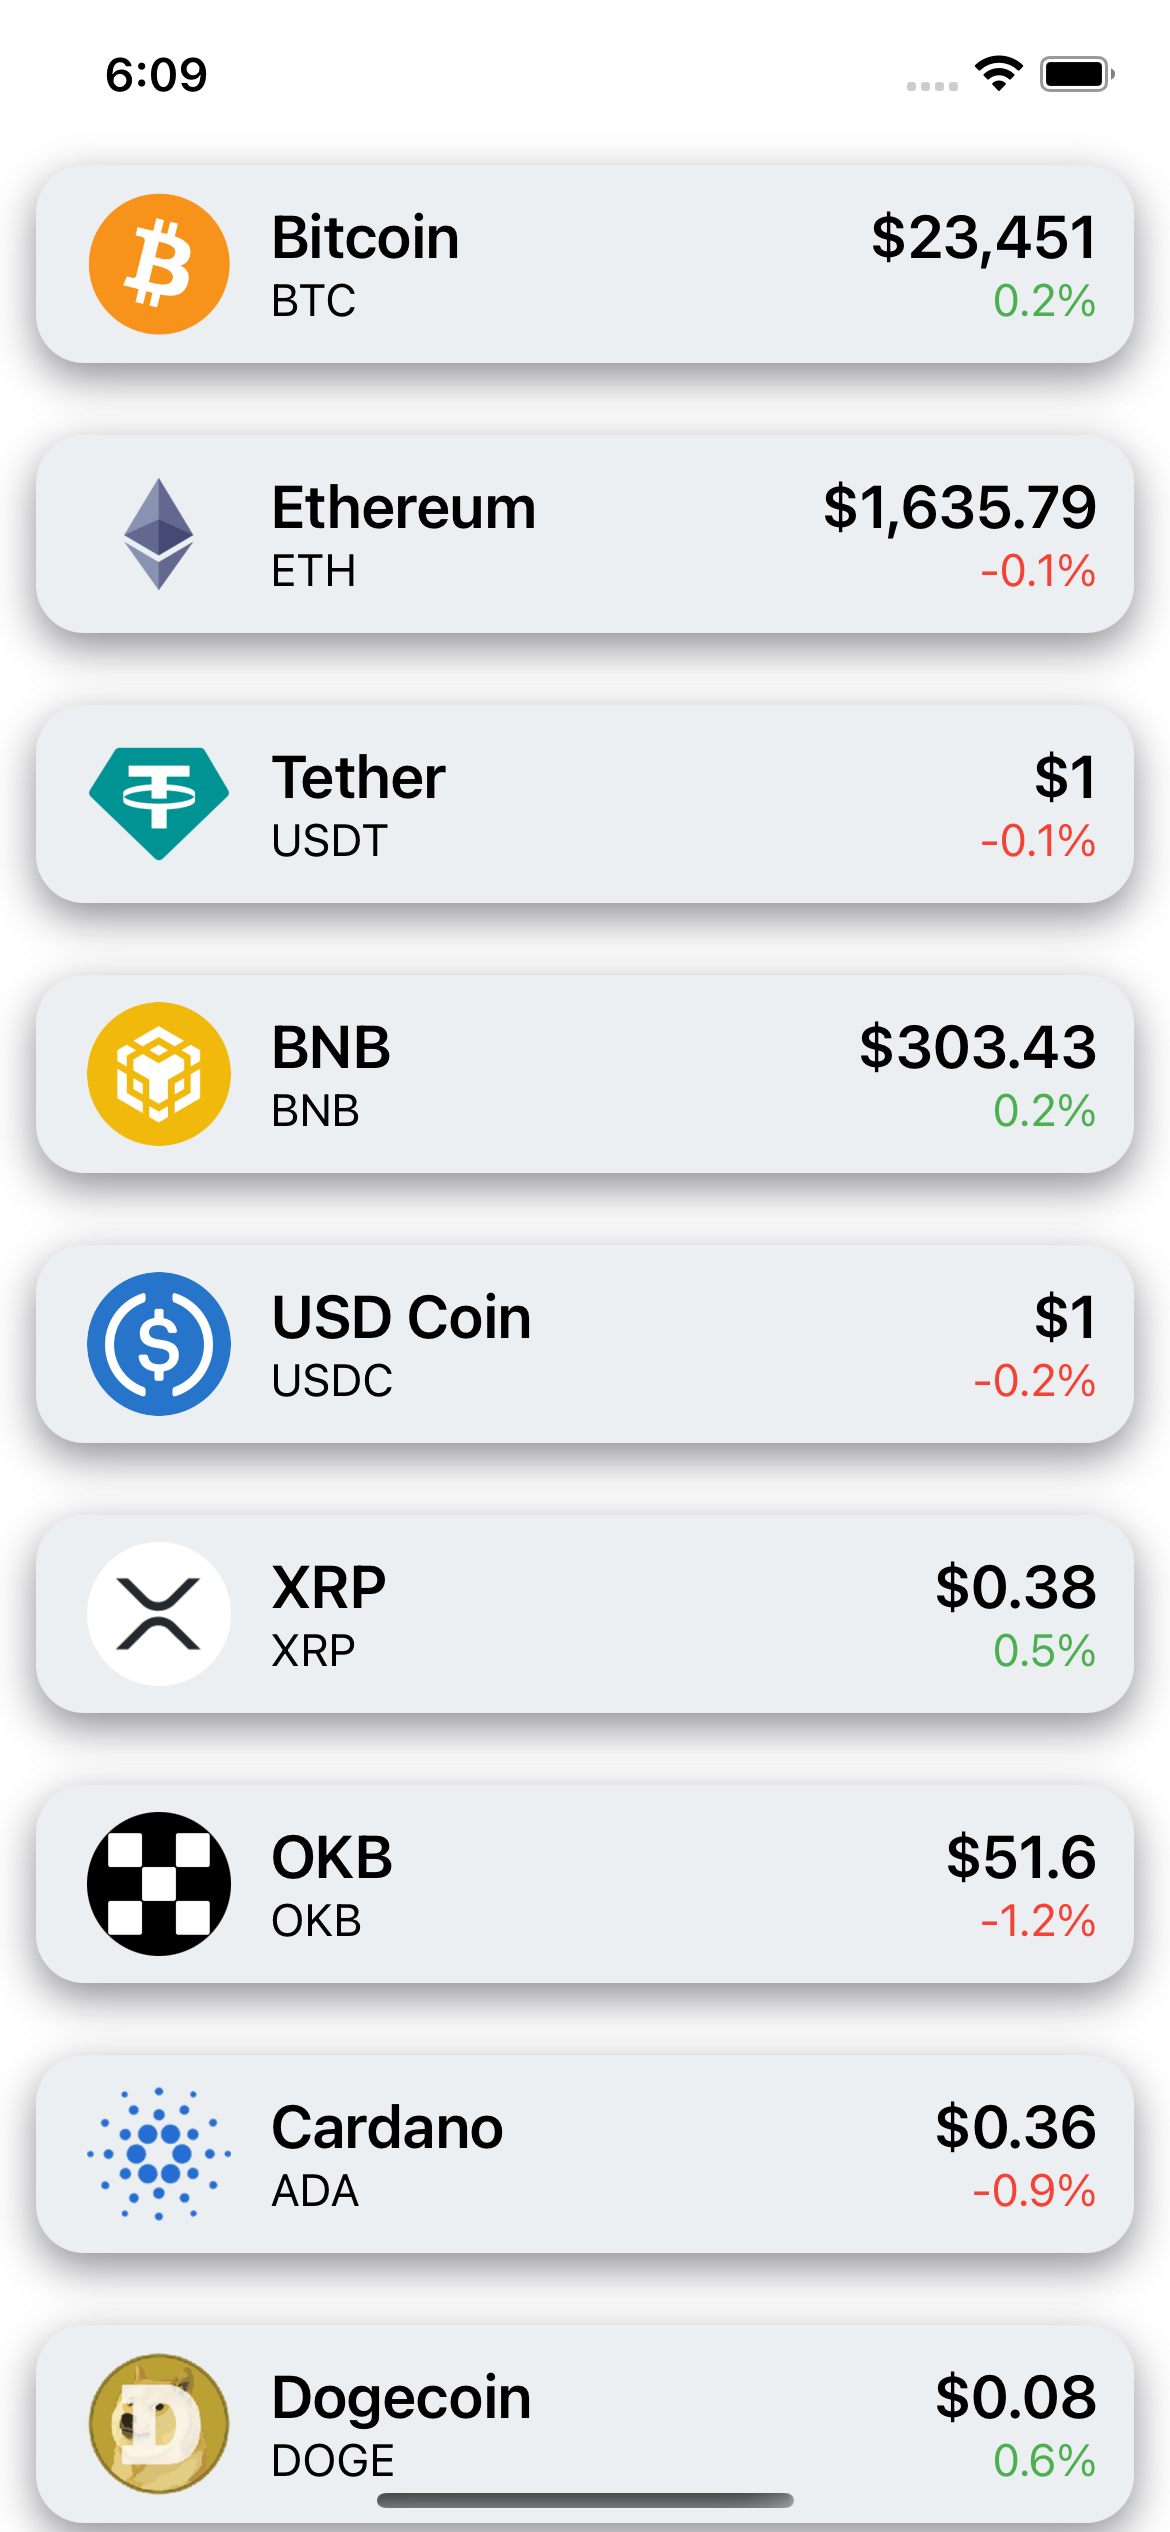 6:09
Bitcoin $23,451
BTC 0.2%
Ethereum $1,635.79
ETH -0.1%
Tether $1
USDT -0.1%
BNB $303.43
BNB 0.2%
USD Coin $1
USDC -0.2%
XRP $0.38
XRP 0.5%
OKB $51.6
OKB -1.2%
Cardano $0.36
ADA -0.9%
Dogecoin $0.08
DOGE 0.6%